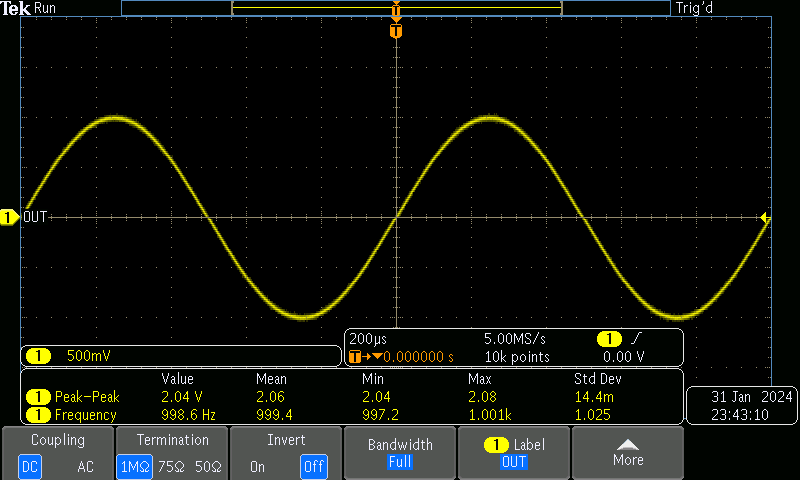 Tek Run Trig'd
T
T
1 OUT
1 500mV
200µs 5.00MS/s 1
T→▼0.000000 s 10k points 0.00 V
Value Mean Min Max Std Dev
1 Peak-Peak 2.04 V 2.06 2.04 2.08 14.4m
1 Frequency 998.6 Hz 999.4 997.2 1.001k 1.025
31 Jan 2024
23:43:10
Coupling Termination Invert Bandwidth 1 Label More
DC AC 1MΩ 75Ω 50Ω On Off Full OUT